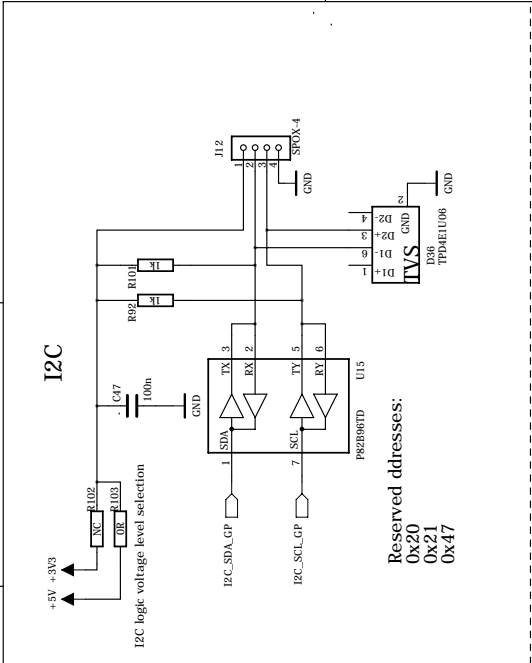 I2C
+5V
+3V3
R102
NC
R103
0R
I2C logic voltage level selection
C47
100n
GND
R101
1k
R92
1k
J12
1
2
3
4
SPOX-4
GND
I2C_SDA_GP
1
SDA
TX
3
RX
2
I2C_SCL_GP
7
SCL
TY
5
RY
6
U15
P82B96TD
1
D1+
6
D1-
3
D2+
4
D2-
GND
2
TVS
D36
TPD4E1U06
GND
Reserved ddresses:
0x20
0x21
0x47